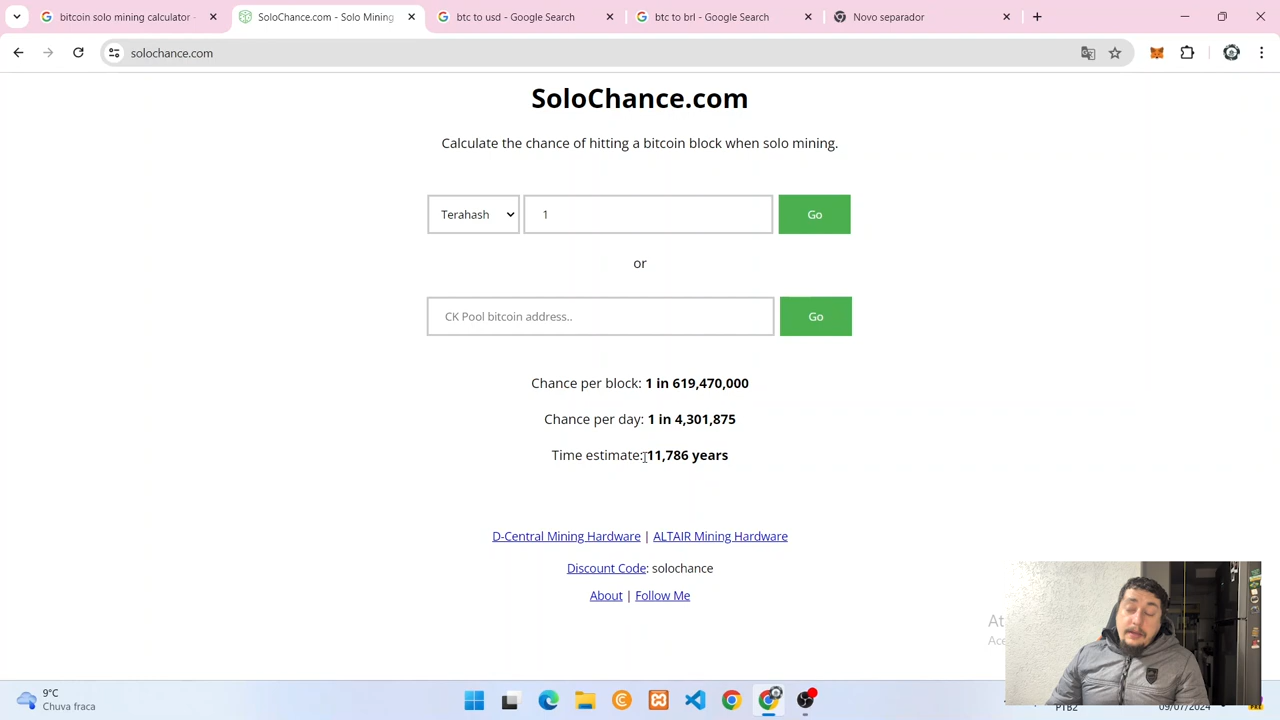 bitcoin solo mining calculator -
SoloChance.com - Solo Mining
btc to usd - Google Search
btc to brl - Google Search
Novo separador
solochance.com
SoloChance.com
Calculate the chance of hitting a bitcoin block when solo mining.
Terahash
1
Go
or
CK Pool bitcoin address..
Go
Chance per block: 1 in 619,470,000
Chance per day: 1 in 4,301,875
Time estimate: 11,786 years
D-Central Mining Hardware | ALTAIR Mining Hardware
Discount Code: solochance
About | Follow Me
9°C
Chuva fraca
PTB2
09/07/2024